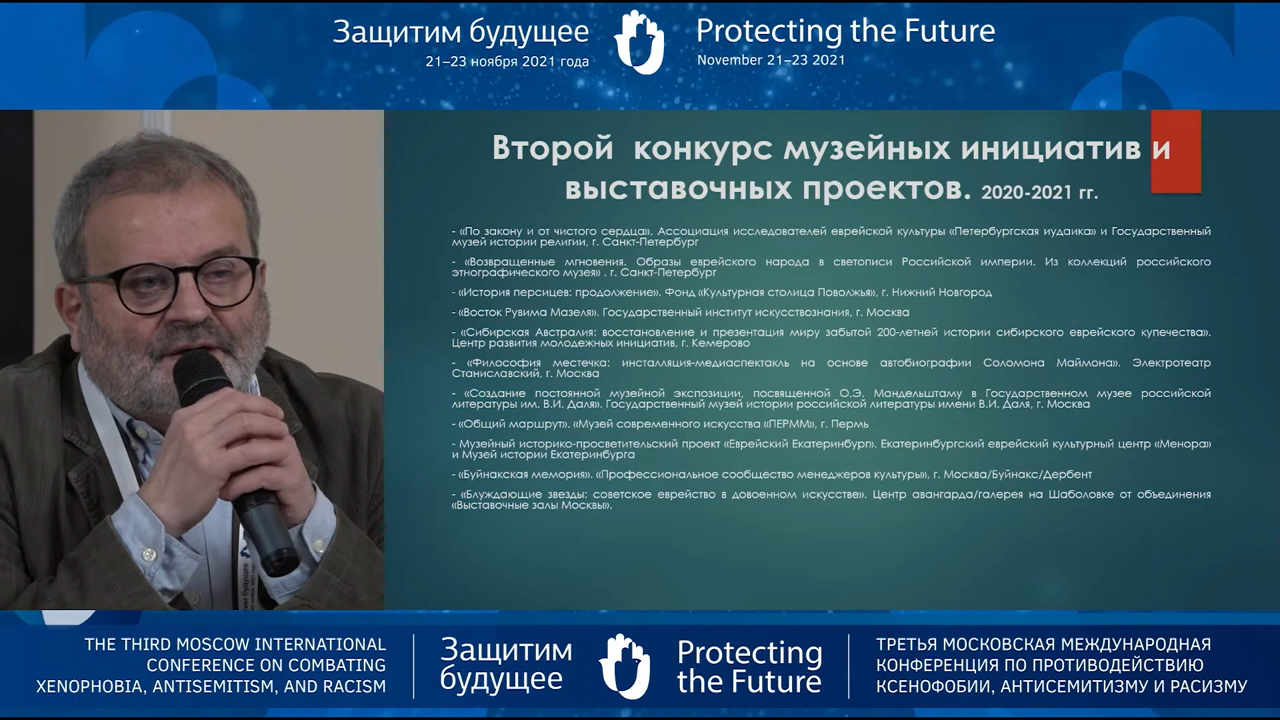 Защитим будущее
21–23 ноября 2021 года
Protecting the Future
November 21–23 2021
Второй конкурс музейных инициатив и
выставочных проектов. 2020-2021 гг.
- «По закону и от чистого сердца». Ассоциация исследователей еврейской культуры «Петербургская иудаика» и Государственный
музей истории религии, г. Санкт-Петербург
- «Возвращенные мгновения. Образы еврейского народа в светописи Российской империи. Из коллекций российского
этнографического музея» . г. Санкт-Петербург
- «История персицев: продолжение». Фонд «Культурная столица Поволжья», г. Нижний Новгород
- «Восток Рувима Мазеля». Государственный институт искусствознания, г. Москва
- «Сибирская Австралия: восстановление и презентация миру забытой 200-летней истории сибирского еврейского купечества».
Центр развития молодежных инициатив, г. Кемерово
- «Философия местечка: инсталляция-медиаспектакль на основе автобиографии Соломона Маймона». Электротеатр
Станиславский, г. Москва
- «Создание постоянной музейной экспозиции, посвященной О.Э. Мандельштаму в Государственном музее российской
литературы им. В.И. Даля». Государственный музей истории российской литературы имени В.И. Даля, г. Москва
- «Общий маршрут». «Музей современного искусства «ПЕРММ», г. Пермь
- Музейный историко-просветительский проект «Еврейский Екатеринбург». Екатеринбургский еврейский культурный центр «Менора»
и Музей истории Екатеринбурга
- «Буйнакская мемория». «Профессиональное сообщество менеджеров культуры», г. Москва/Буйнакс/Дербент
- «Блуждающие звезды: советское еврейство в довоенном искусстве». Центр авангарда/галерея на Шаболовке от объединения
«Выставочные залы Москвы».
THE THIRD MOSCOW INTERNATIONAL
CONFERENCE ON COMBATING
XENOPHOBIA, ANTISEMITISM, AND RACISM
Защитим
будущее
Protecting
the Future
ТРЕТЬЯ МОСКОВСКАЯ МЕЖДУНАРОДНАЯ
КОНФЕРЕНЦИЯ ПО ПРОТИВОДЕЙСТВИЮ
КСЕНОФОБИИ, АНТИСЕМИТИЗМУ И РАСИЗМУ